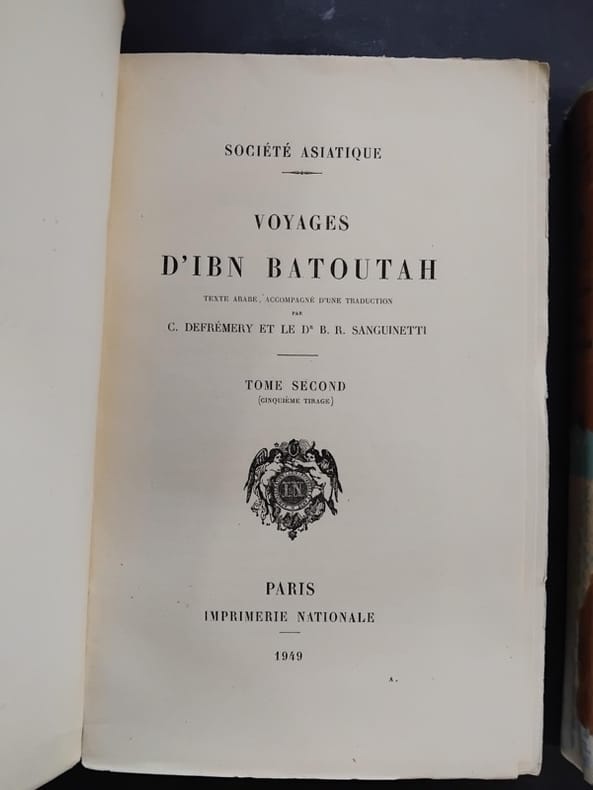 SOCIÉTÉ ASIATIQUE
VOYAGES
D'IBN BATOUTAH
TEXTE ARABE, ACCOMPAGNÉ D'UNE TRADUCTION
PAR
C. DEFRÉMERY ET LE Dʳ B. R. SANGUINETTI
TOME SECOND
(CINQUIÈME TIRAGE)
IN
PARIS
IMPRIMERIE NATIONALE
1949
A.